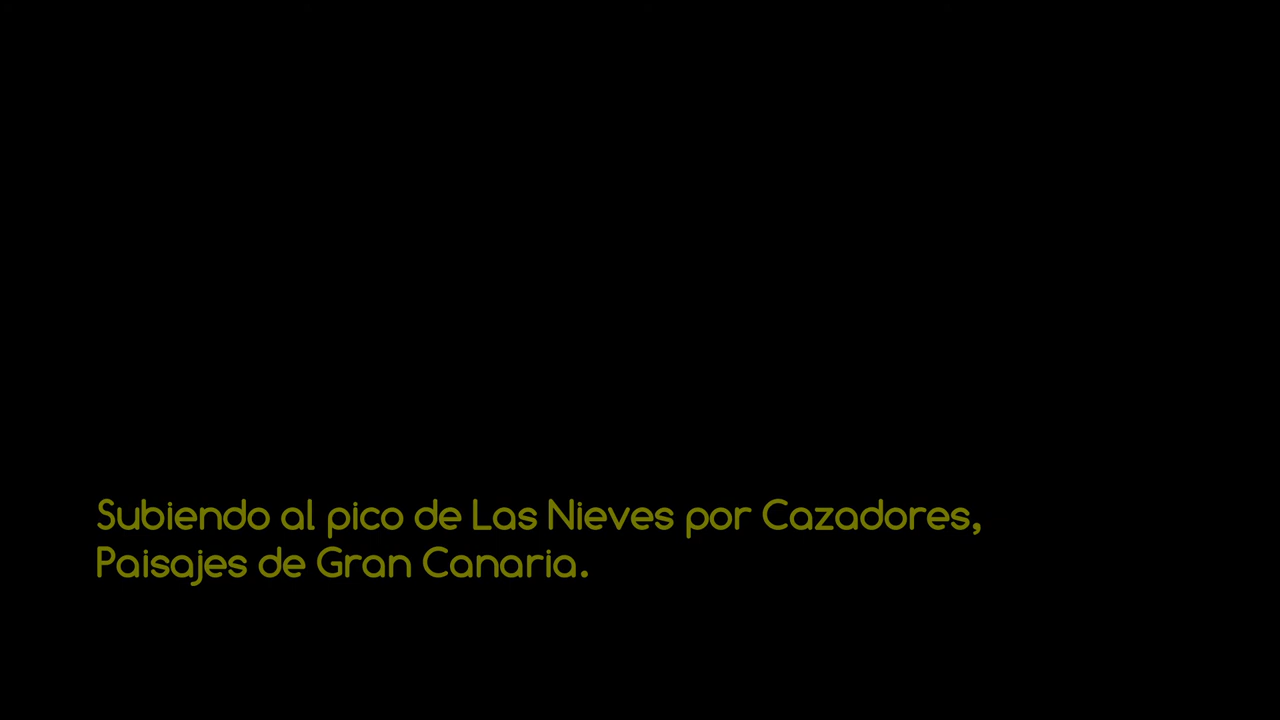 Subiendo al pico de Las Nieves por Cazadores,
Paisajes de Gran Canaria.